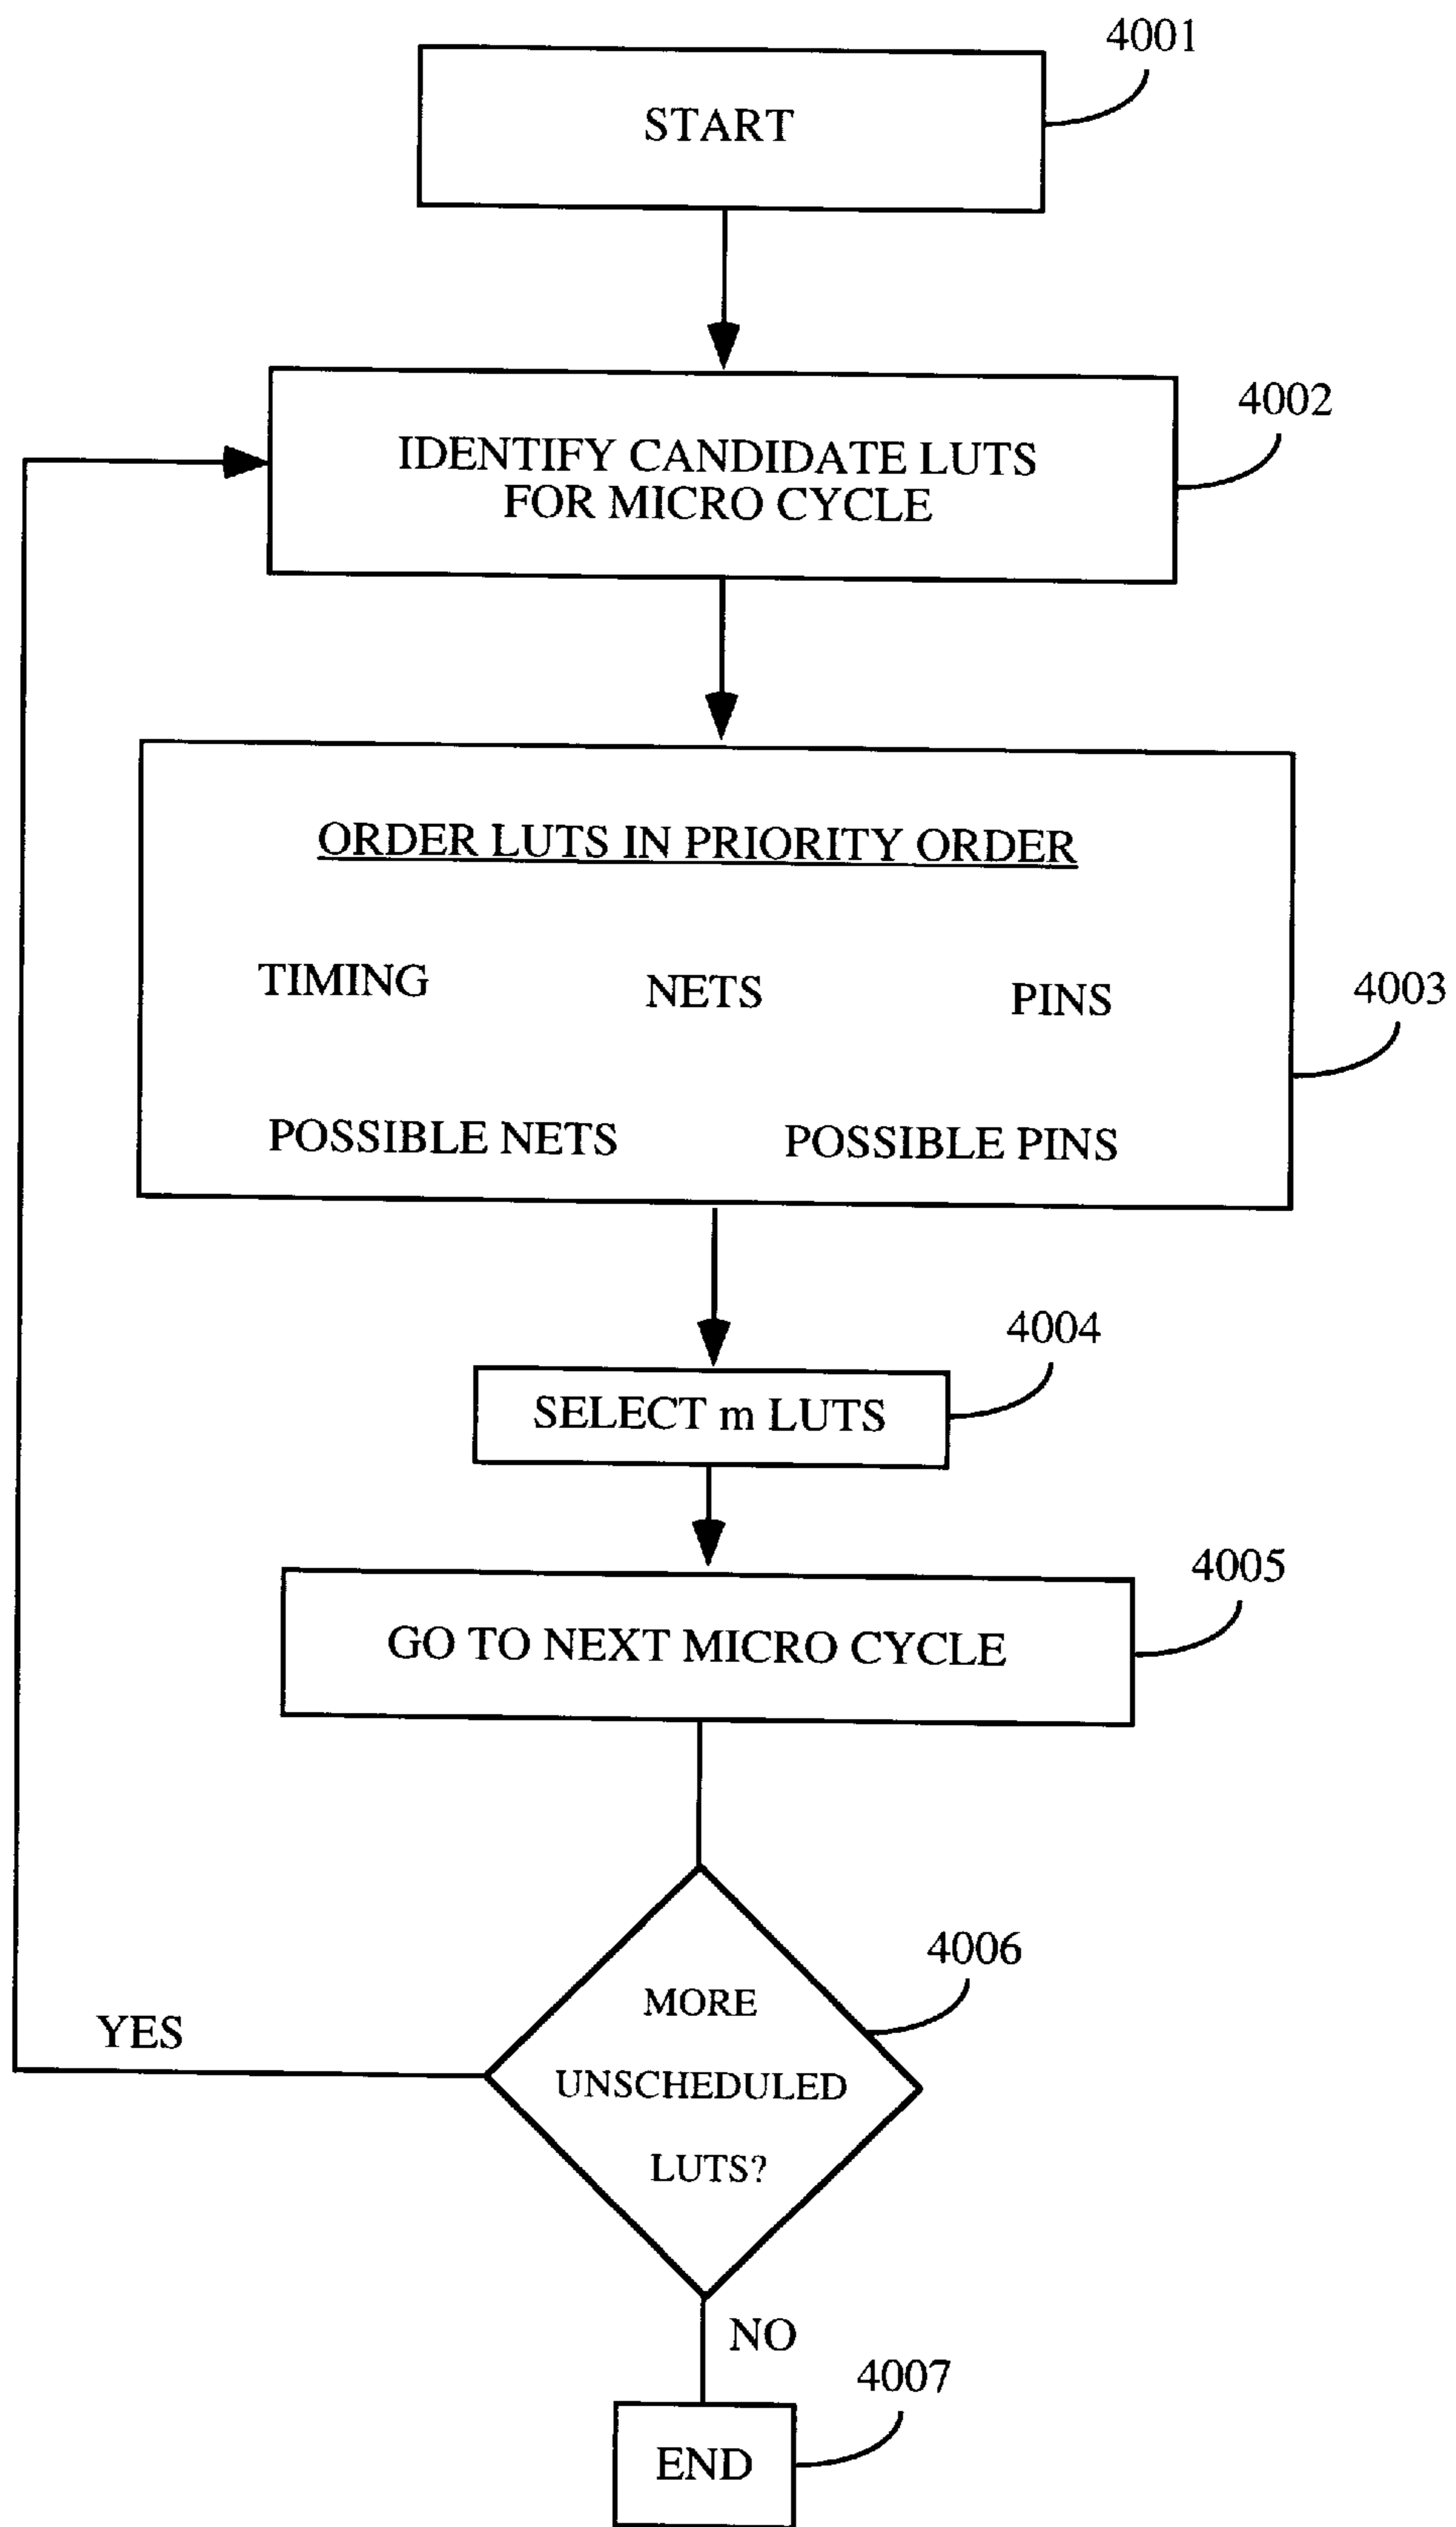 4001
START
4002
IDENTIFY CANDIDATE LUTS
FOR MICRO CYCLE
ORDER LUTS IN PRIORITY ORDER
TIMING NETS PINS
4003
POSSIBLE NETS POSSIBLE PINS
4004
SELECT m LUTS
4005
GO TO NEXT MICRO CYCLE
4006
MORE
YES
UNSCHEDULED
LUTS?
NO
4007
END